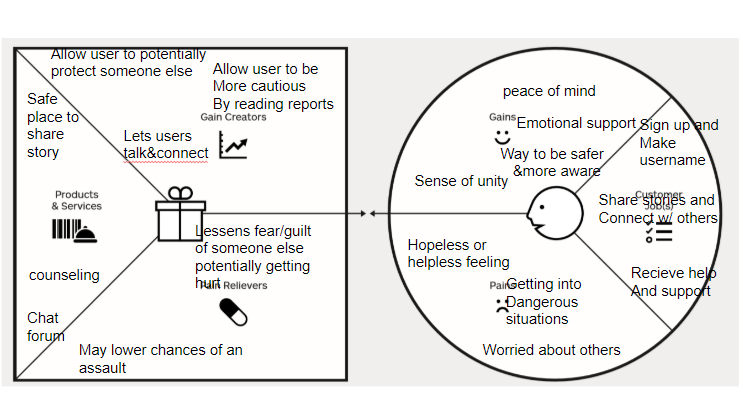 Allow user to potentially
protect someone else
Allow user to be
More cautious
By reading reports
Gain Creators
Safe
place to
share
story
Lets users
talk&connect
Products
& Services
Lessens fear/guilt
of someone else
potentially getting
hurt
Pain Relievers
counseling
Chat
forum
May lower chances of an
assault
peace of mind
Gains
Emotional support
Way to be safer
&more aware
Sense of unity
Sign up and
Make
username
Share stories and
Connect w/ others
Customer
Job(s)
Hopeless or
helpless feeling
Pains
Getting into
Dangerous
situations
Recieve help
And support
Worried about others